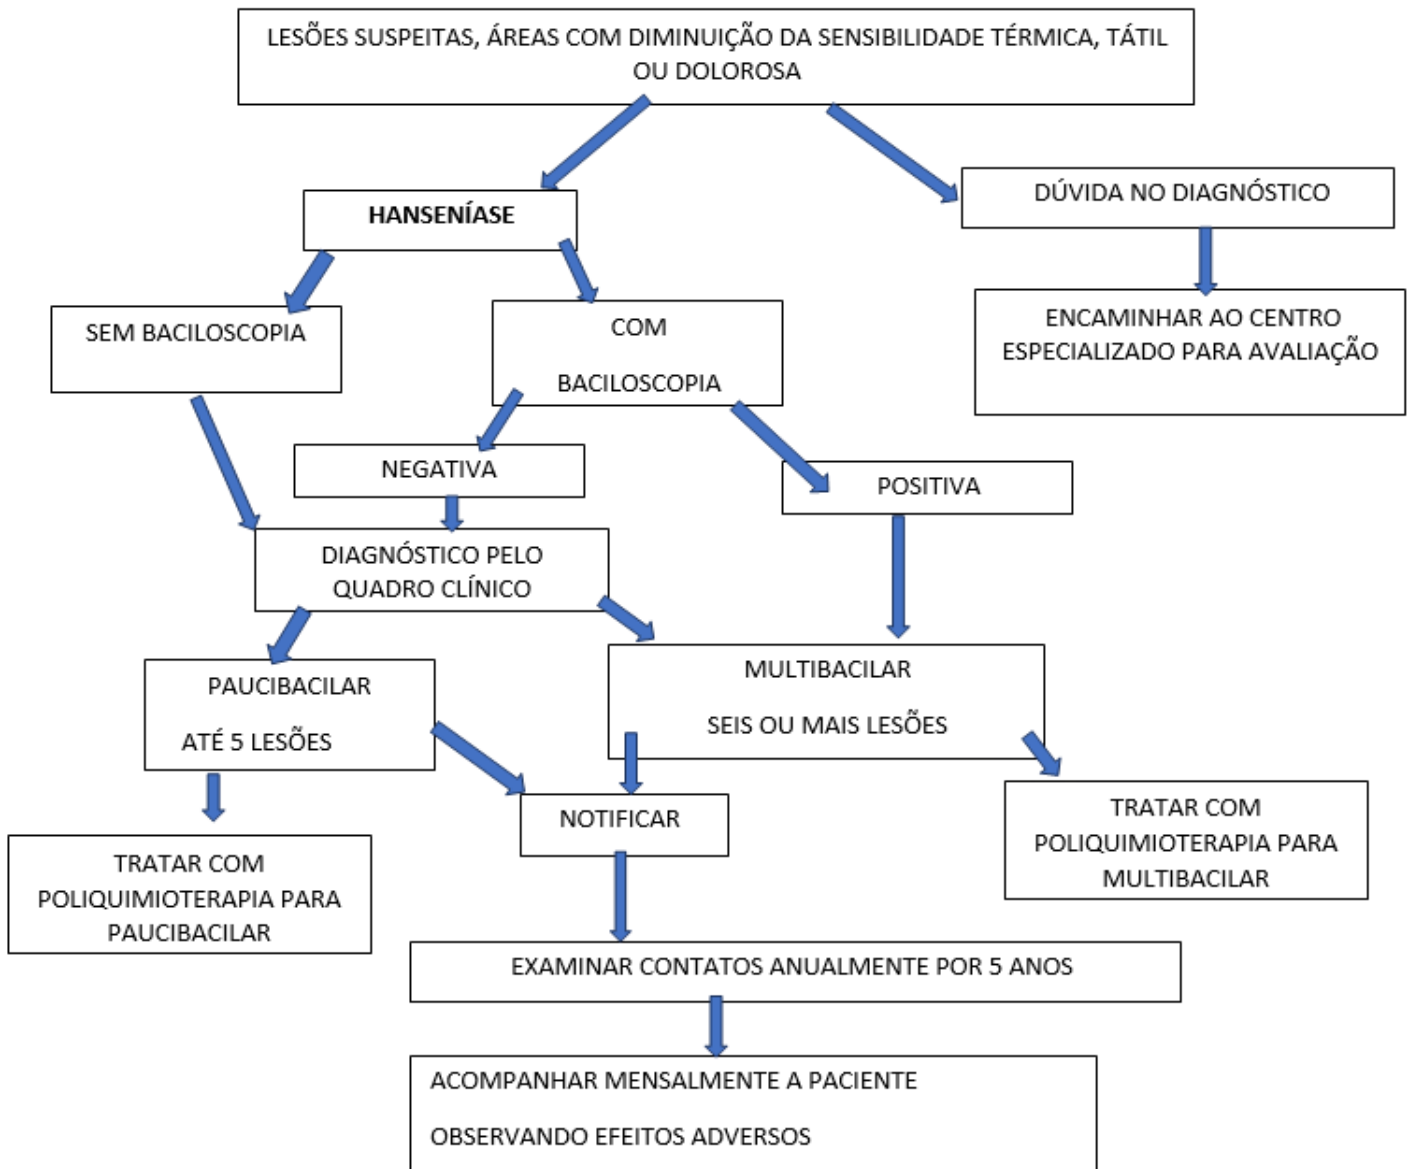 LESÕES SUSPEITAS, ÁREAS COM DIMINUIÇÃO DA SENSIBILIDADE TÉRMICA, TÁTIL
OU DOLOROSA
HANSENÍASE
DÚVIDA NO DIAGNÓSTICO
SEM BACILOSCOPIA
COM
BACILOSCOPIA
ENCAMINHAR AO CENTRO
ESPECIALIZADO PARA AVALIAÇÃO
NEGATIVA
POSITIVA
DIAGNÓSTICO PELO
QUADRO CLÍNICO
PAUCIBACILAR
ATÉ 5 LESÕES
MULTIBACILAR
SEIS OU MAIS LESÕES
NOTIFICAR
TRATAR COM
POLIQUIMIOTERAPIA PARA
MULTIBACILAR
TRATAR COM
POLIQUIMIOTERAPIA PARA
PAUCIBACILAR
EXAMINAR CONTATOS ANUALMENTE POR 5 ANOS
ACOMPANHAR MENSALMENTE A PACIENTE
OBSERVANDO EFEITOS ADVERSOS